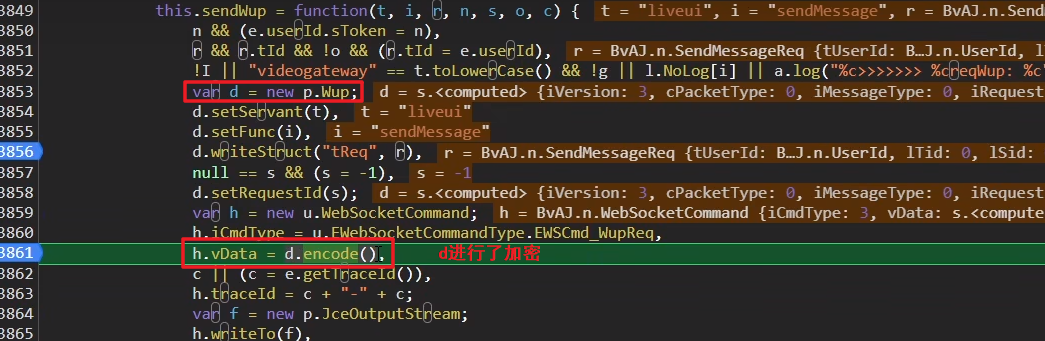 3849 this.sendWup = function(t, i, r, n, s, o, c) { t = "liveui", i = "sendMessage", r = BvAJ.n.Send
3850 n && (e.userId.sToken = n),
3851 r && r.tId && !o && (r.tId = e.userId), r = BvAJ.n.SendMessageReq {tUserId: B…J.n.UserId, l
3852 !I || "videogateway" == t.toLowerCase() && !g || l.NoLog[i] || a.log("%c>>>>>>> %creqWup: %c"
3853 var d = new p.Wup; d = s.<computed> {iVersion: 3, cPacketType: 0, iMessageType: 0, iRequest
3854 d.setServant(t), t = "liveui"
3855 d.setFunc(i), i = "sendMessage"
3856 d.writeStruct("tReq", r), r = BvAJ.n.SendMessageReq {tUserId: B…J.n.UserId, lTid: 0, lSid:
3857 null == s && (s = -1), s = -1
3858 d.setRequestId(s); d = s.<computed> {iVersion: 3, cPacketType: 0, iMessageType: 0, iRequest
3859 var h = new u.WebSocketCommand; h = BvAJ.n.WebSocketCommand {iCmdType: 3, vData: s.<compute
3860 h.iCmdType = u.EWebSocketCommandType.EWSCmd_WupReq,
3861 h.vData = d.encode(), d进行了加密
3862 c || (c = e.getTraceId()),
3863 h.traceId = c + "-" + c;
3864 var f = new p.JceOutputStream;
3865 h.writeTo(f),